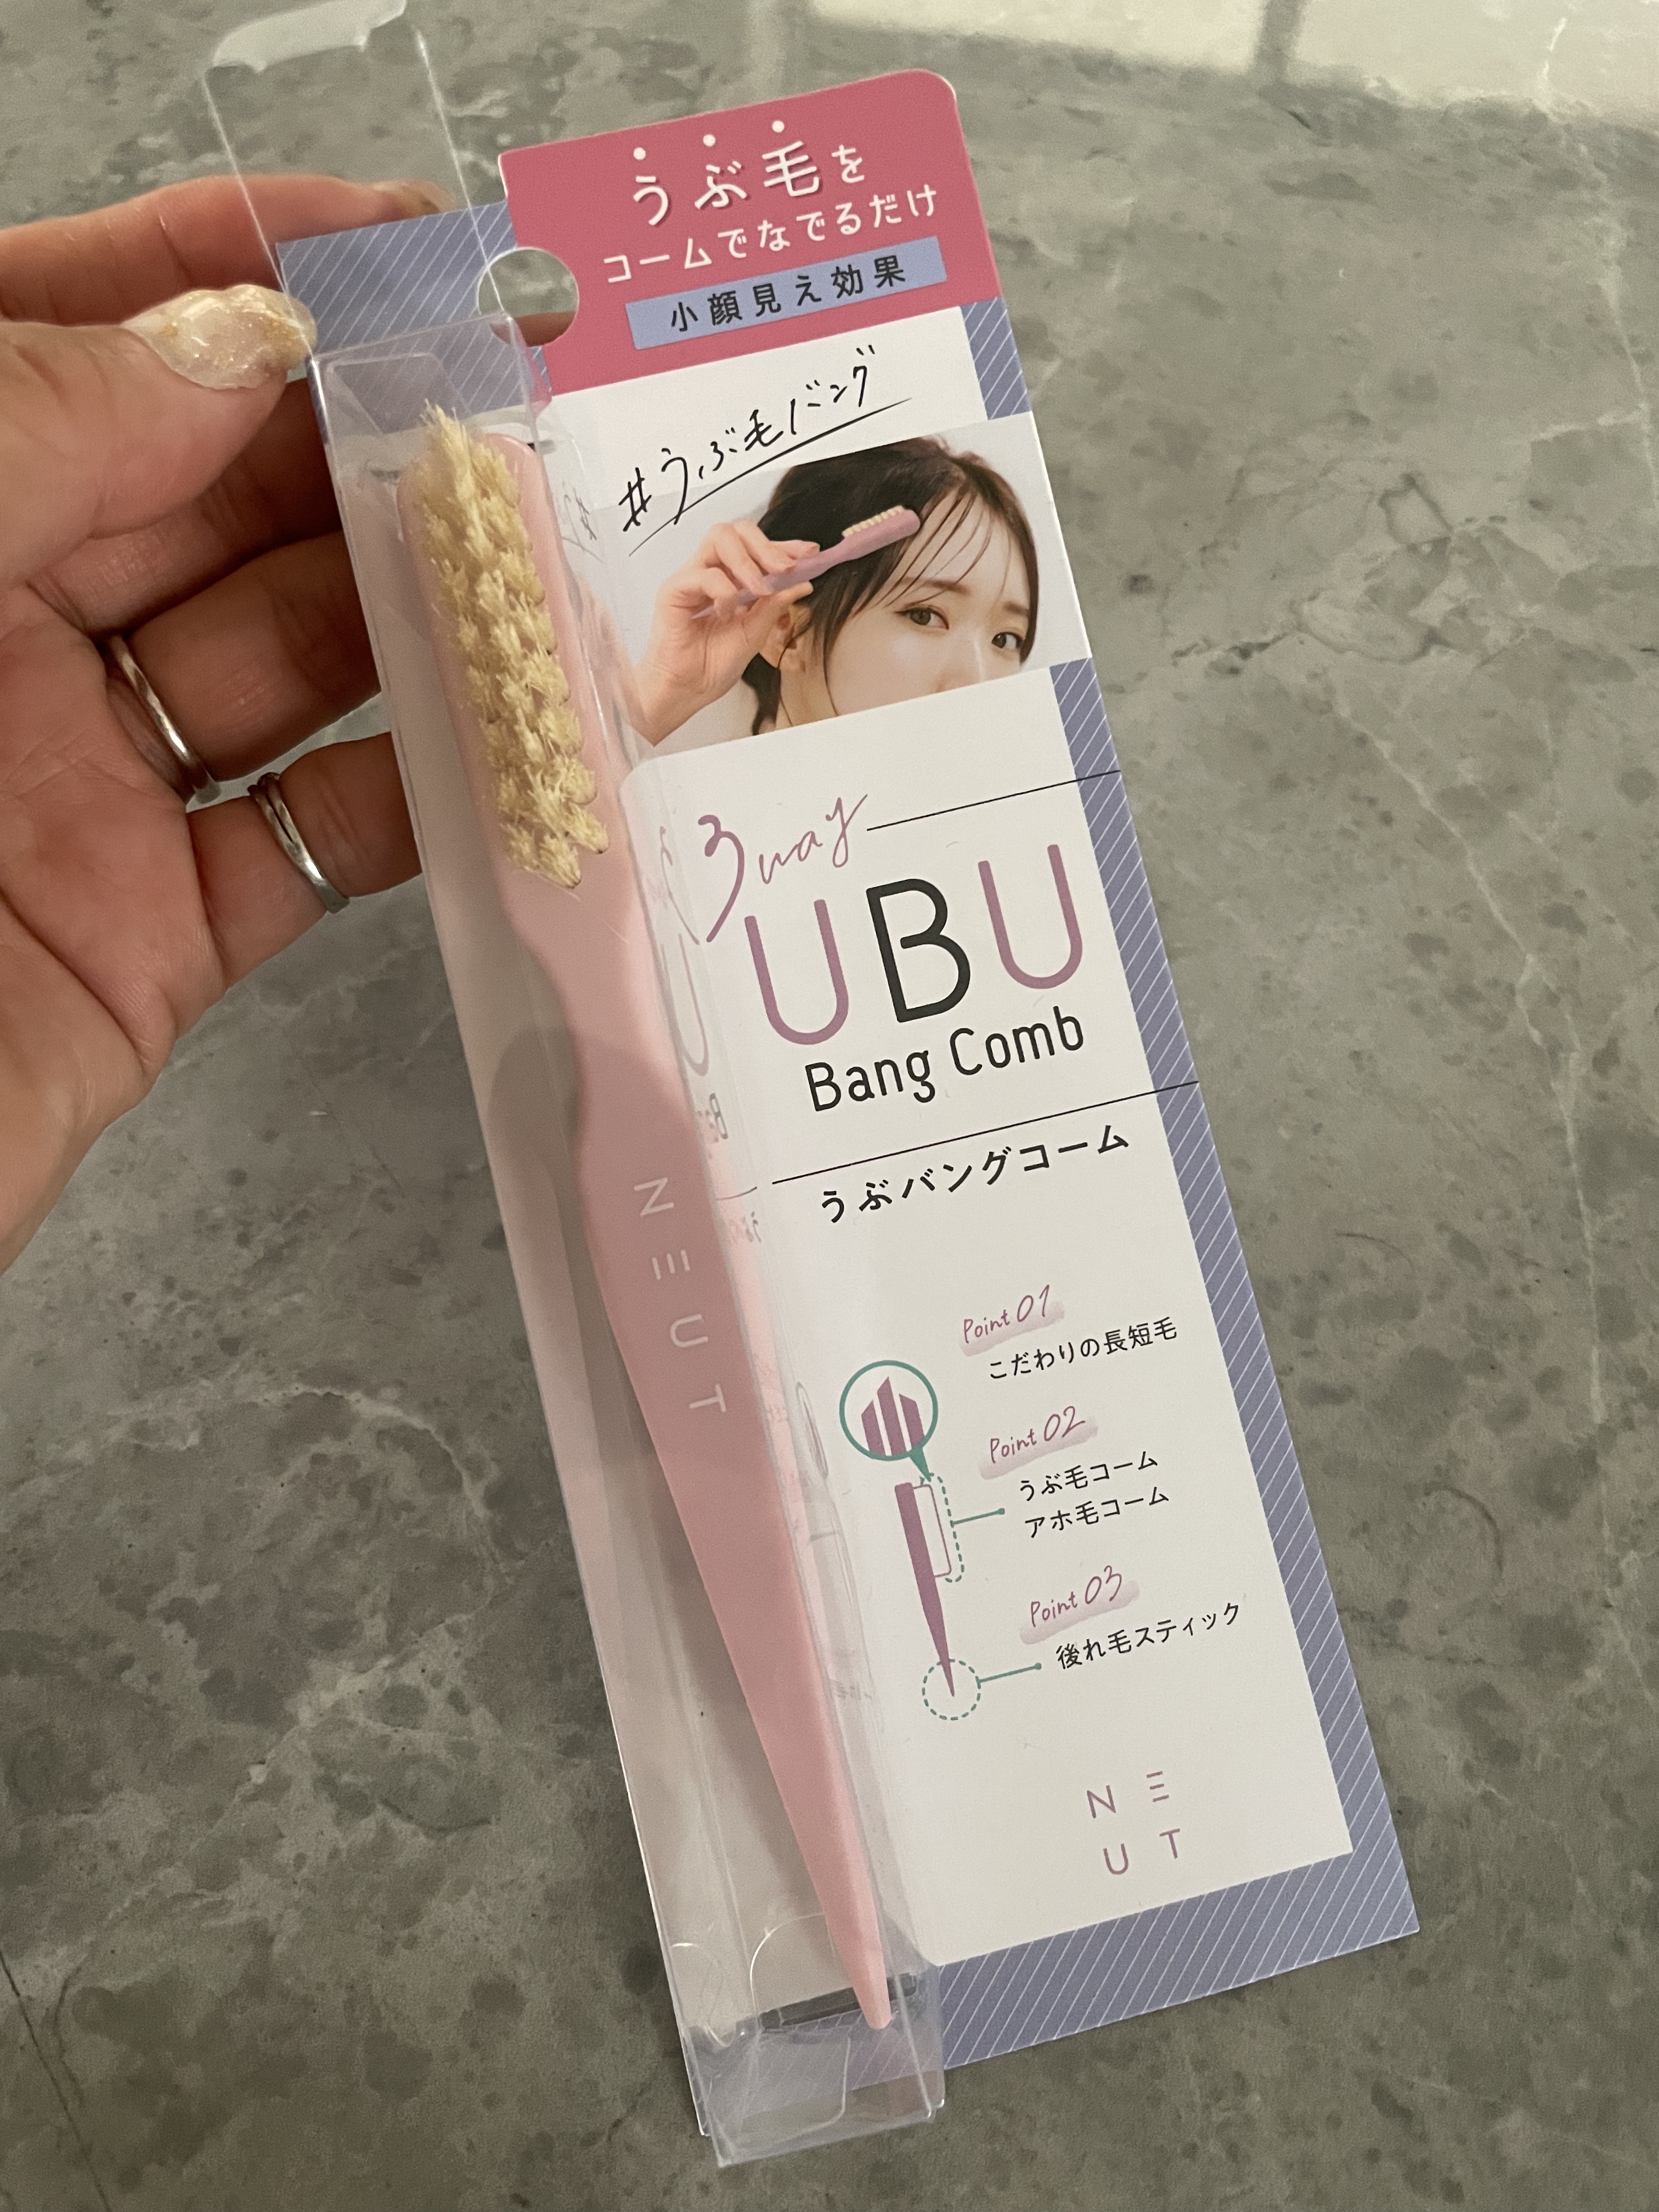 うぶ毛を
コームでなでるだけ
小顔見え効果
#うぶ毛バング
3way
UBU
Bang Comb
うぶバングコーム
Point 01
こだわりの長短毛
Point 02
うぶ毛コーム
アホ毛コーム
Point 03
後れ毛スティック
NE
UT
NEUT